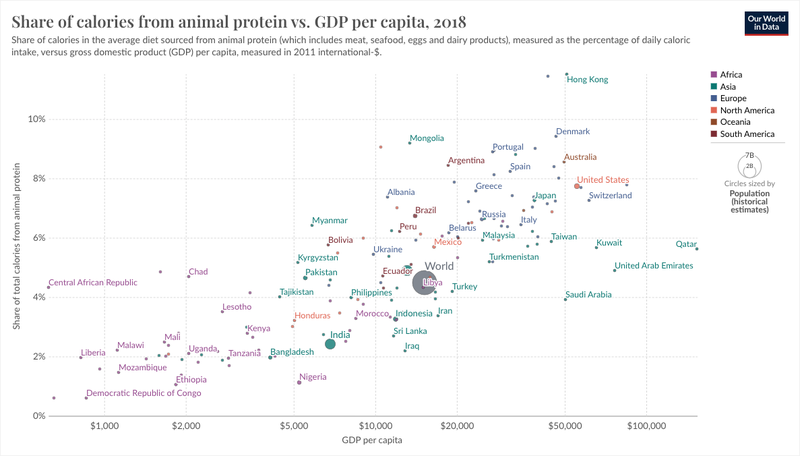 Share of calories from animal protein vs. GDP per capita, 2018
Our World
in Data
Share of calories in the average diet sourced from animal protein (which includes meat, seafood, eggs and dairy products), measured as the percentage of daily caloric
intake, versus gross domestic product (GDP) per capita, measured in 2011 international-$.
Hong Kong
Africa
Asia
Europe
North America
Oceania
South America
7B
2B
Circles sized by
Population
(historical
estimates)
Share of total calories from animal protein
10%
8%
6%
4%
2%
0%
Denmark
Mongolia
Portugal
Argentina
Australia
Spain
United States
Greece
Albania
Japan
Switzerland
Brazil
Myanmar
Russia
Italy
Peru
Belarus
Bolivia
Mexico
Malaysia
Taiwan
Kuwait
Qatar
Ukraine
Kyrgyzstan
Turkmenistan
World
United Arab Emirates
Chad
Pakistan
Ecuador
Central African Republic
Libya
Tajikistan
Philippines
Turkey
Saudi Arabia
Lesotho
Honduras
Morocco
Indonesia
Iran
Kenya
India
Sri Lanka
Mali
Malawi
Liberia
Uganda
Tanzania
Bangladesh
Iraq
Mozambique
Ethiopia
Nigeria
Democratic Republic of Congo
$1,000
$2,000
$5,000
$10,000
$20,000
$50,000
$100,000
GDP per capita